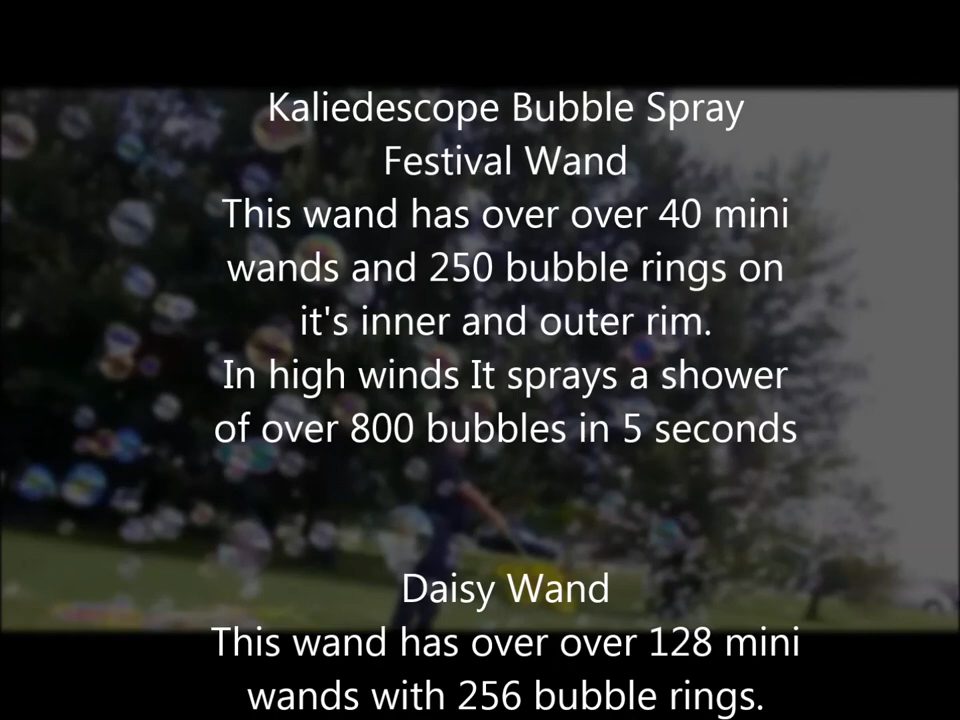 Kaliedescope Bubble Spray
Festival Wand
This wand has over over 40 mini
wands and 250 bubble rings on
it's inner and outer rim.
In high winds It sprays a shower
of over 800 bubbles in 5 seconds
Daisy Wand
This wand has over over 128 mini
wands with 256 bubble rings.